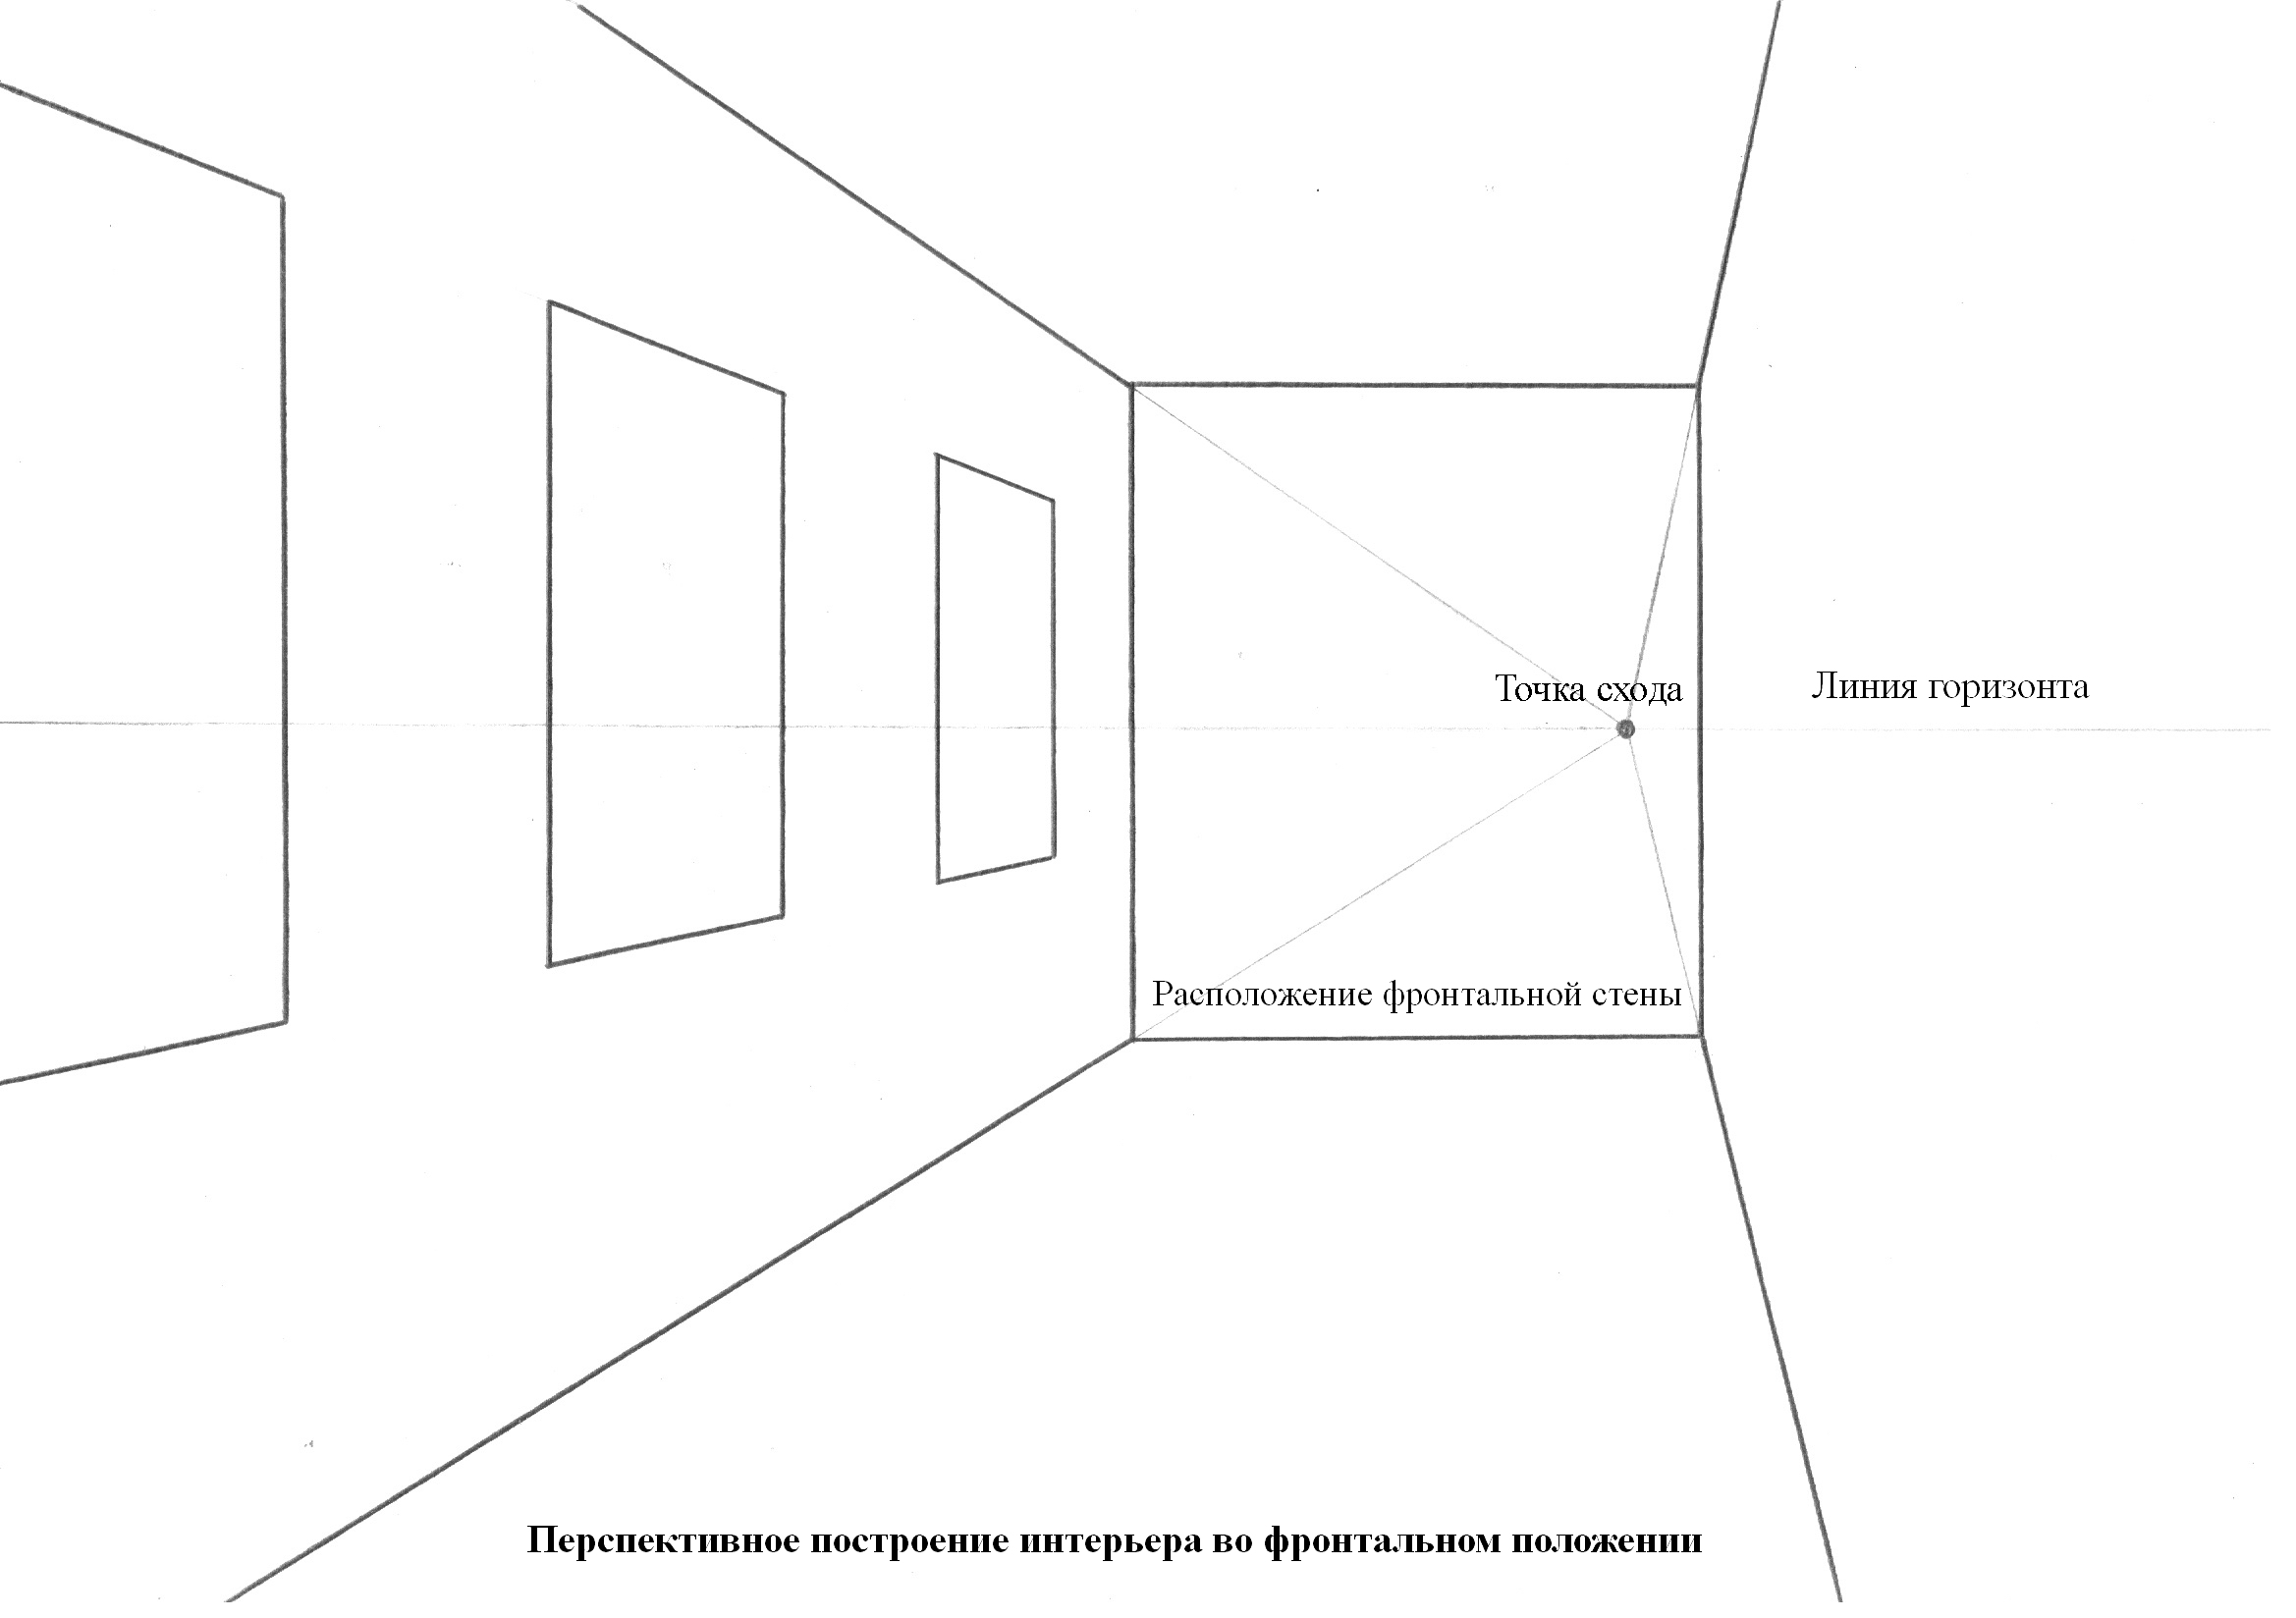 Точка схода
Линия горизонта
Расположение фронтальной стены
Перспективное построение интерьера во фронтальном положении